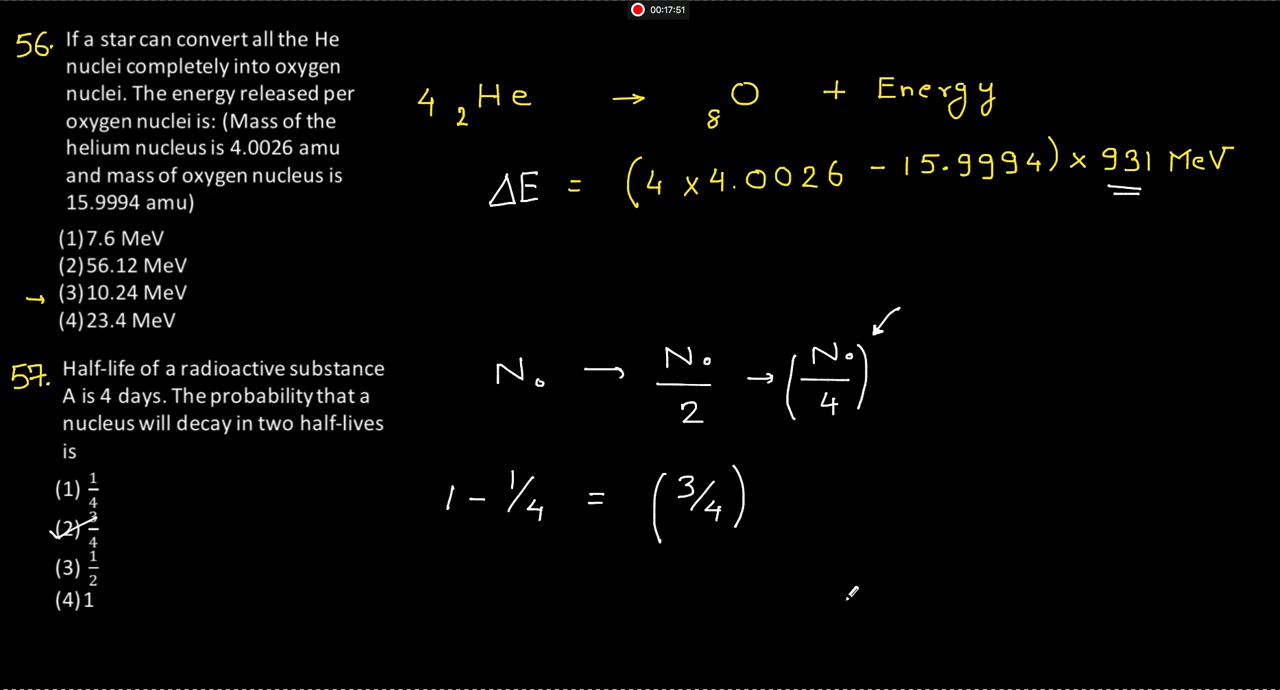 00:17:51
56. If a star can convert all the He
nuclei completely into oxygen
nuclei. The energy released per
oxygen nuclei is: (Mass of the
helium nucleus is 4.0026 amu
and mass of oxygen nucleus is
15.9994 amu)
(1) 7.6 MeV
(2) 56.12 MeV
→ (3) 10.24 MeV
(4) 23.4 MeV
4 ₂He → ₈O + Energy
ΔE = (4 × 4.0026 - 15.9994) × 931 MeV
57. Half-life of a radioactive substance
A is 4 days. The probability that a
nucleus will decay in two half-lives
is
(1) 1/4
(2) 3/4
(3) 1/2
(4) 1
N₀ → N₀/2 → (N₀/4)
1 - 1/4 = (3/4)